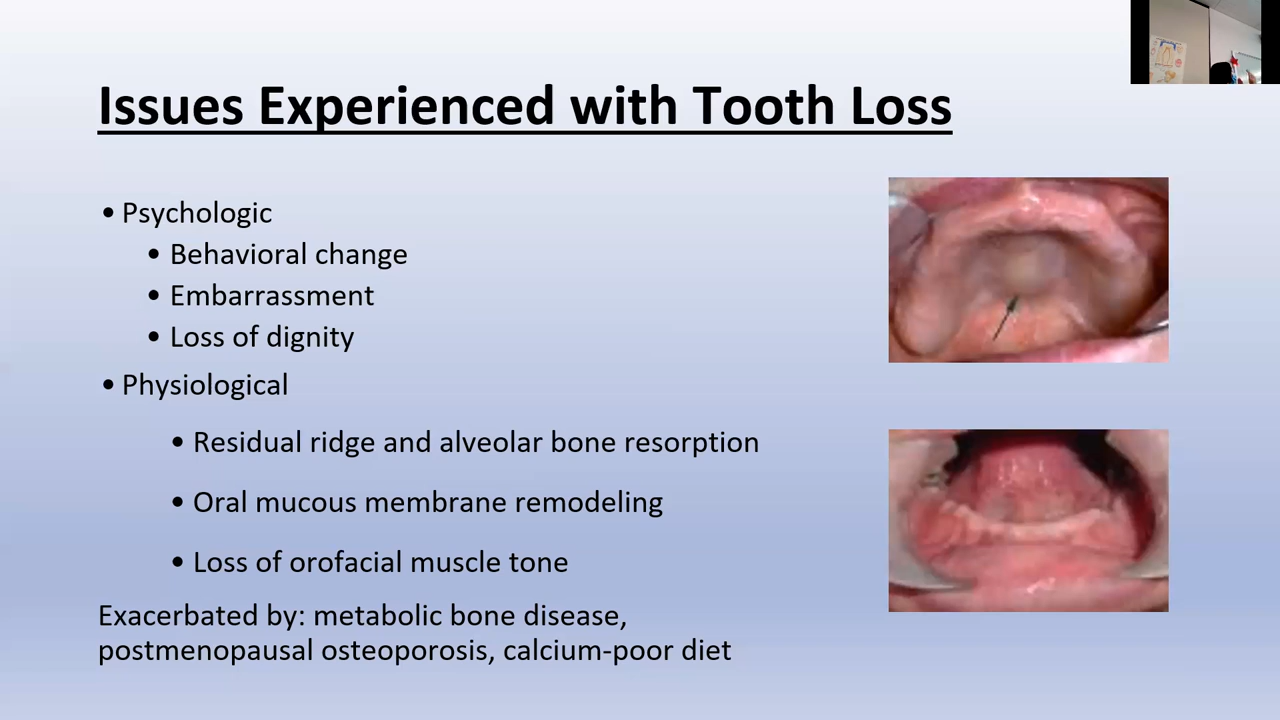 Issues Experienced with Tooth Loss
• Psychologic
• Behavioral change
• Embarrassment
• Loss of dignity
• Physiological
• Residual ridge and alveolar bone resorption
• Oral mucous membrane remodeling
• Loss of orofacial muscle tone
Exacerbated by: metabolic bone disease,
postmenopausal osteoporosis, calcium-poor diet